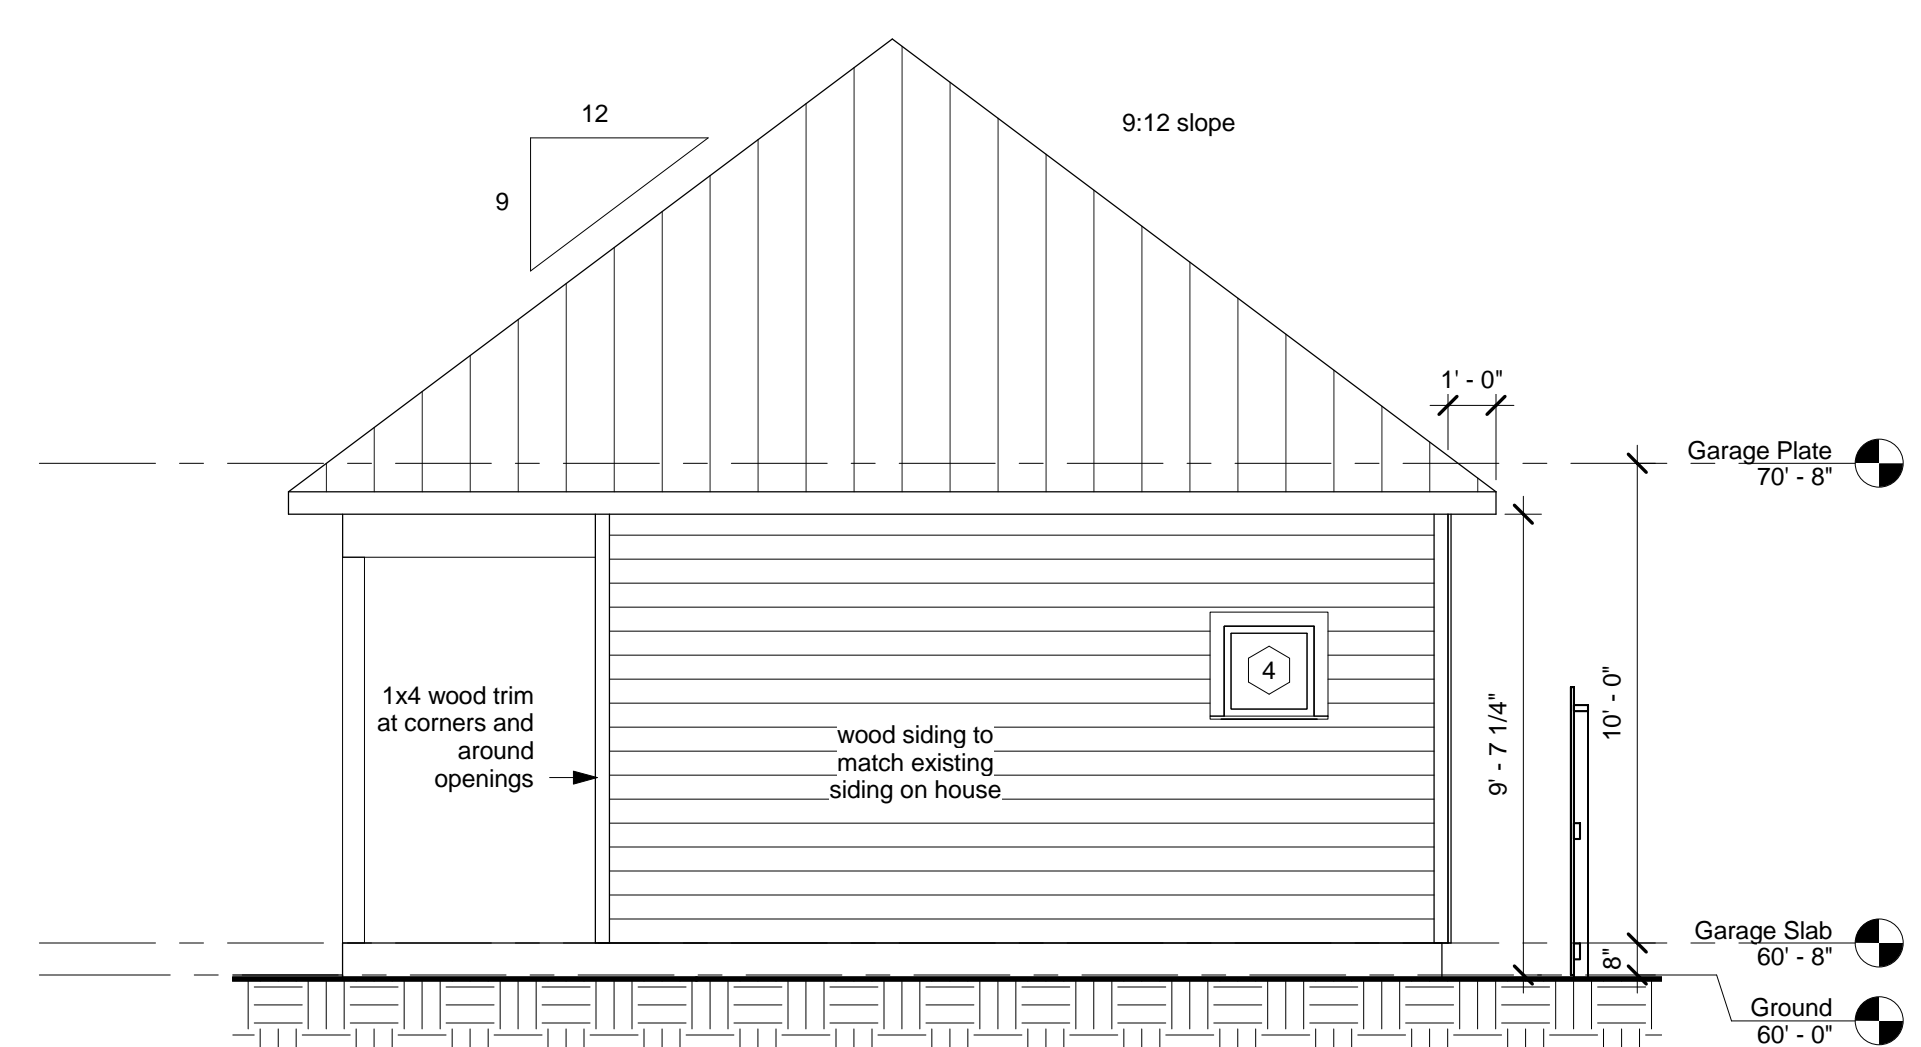 12
9:12 slope
9
1' - 0"
Garage Plate
70' - 8"
4
1x4 wood trim
at corners and
around
openings
wood siding to
match existing
siding on house
9' - 7 1/4"
10' - 0"
Garage Slab
60' - 8"
8"
Ground
60' - 0"